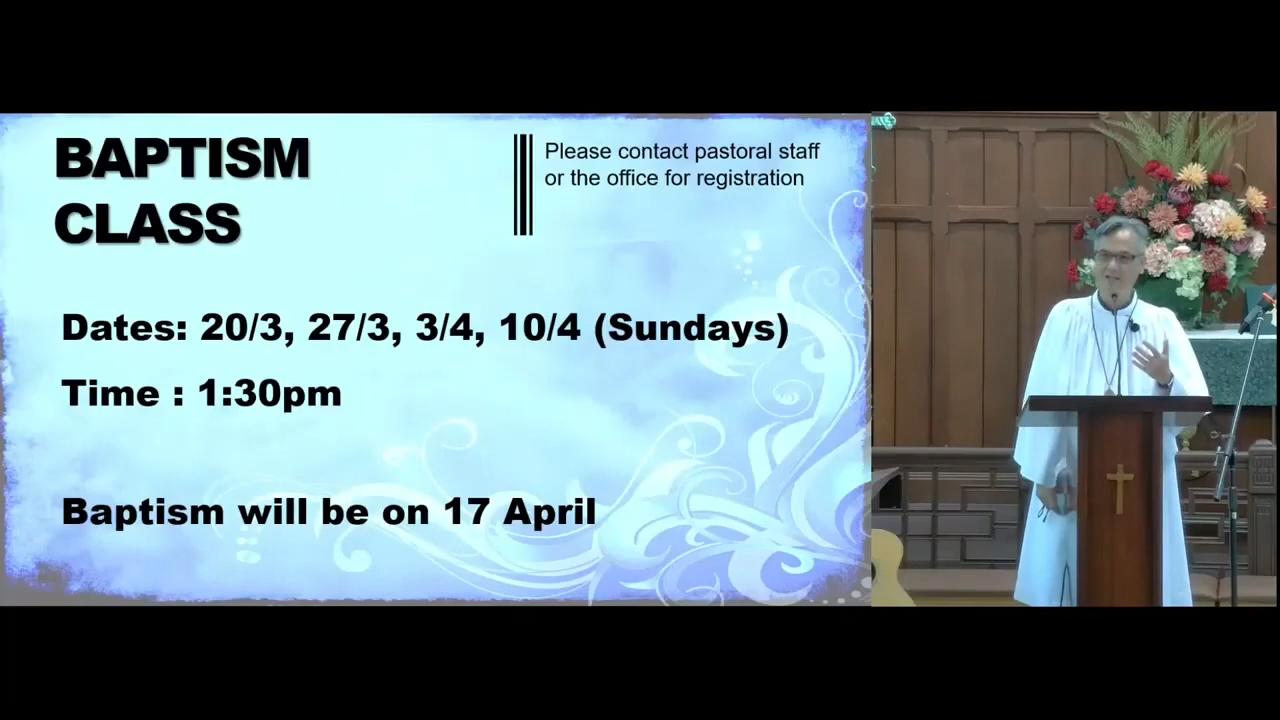 BAPTISM
CLASS
Please contact pastoral staff
or the office for registration
Dates: 20/3, 27/3, 3/4, 10/4 (Sundays)
Time : 1:30pm
Baptism will be on 17 April